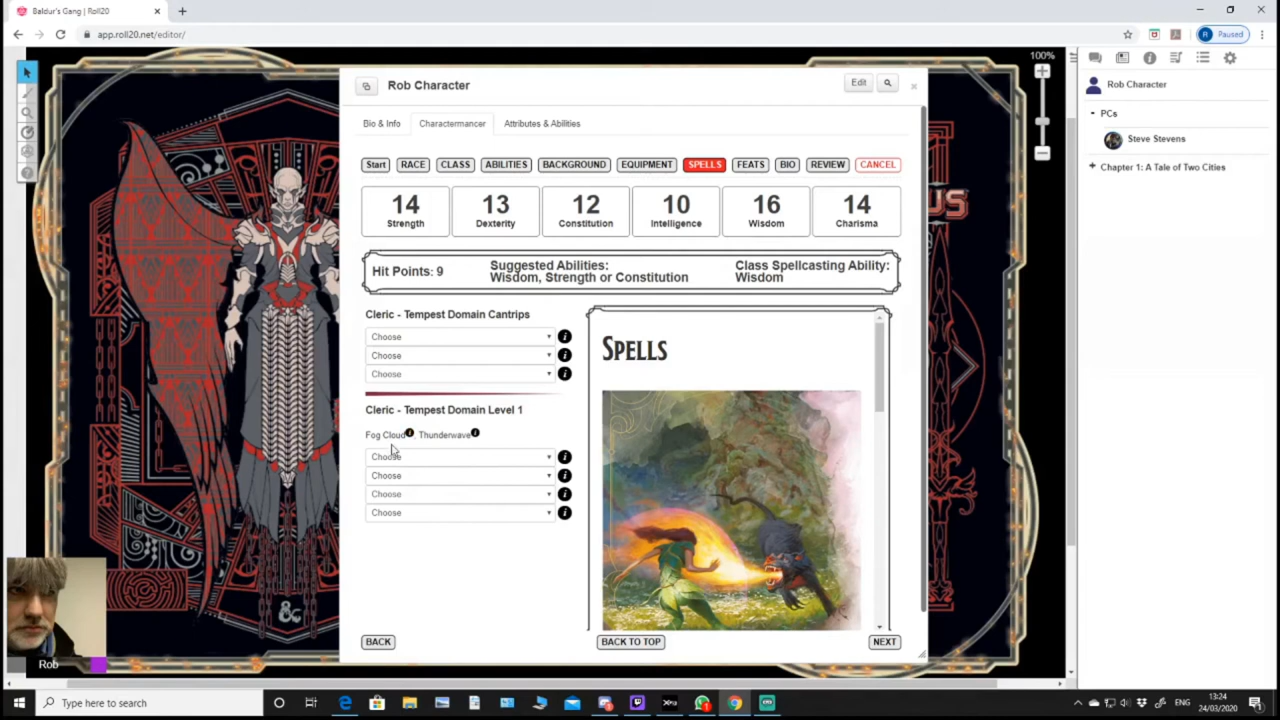 Baldur's Gang | Roll20
app.roll20.net/editor/
R Paused
100%
Rob Character
Edit
Bio & Info
Charactermancer
Attributes & Abilities
Start
RACE
CLASS
ABILITIES
BACKGROUND
EQUIPMENT
SPELLS
FEATS
BIO
REVIEW
CANCEL
14
Strength
13
Dexterity
12
Constitution
10
Intelligence
16
Wisdom
14
Charisma
Hit Points: 9
Suggested Abilities:
Wisdom, Strength or Constitution
Class Spellcasting Ability:
Wisdom
Cleric - Tempest Domain Cantrips
Choose
Choose
Choose
Cleric - Tempest Domain Level 1
Fog Cloud, Thunderwave
Choose
Choose
Choose
Choose
SPELLS
BACK
BACK TO TOP
NEXT
Rob Character
PCs
Steve Stevens
Chapter 1: A Tale of Two Cities
Rob
Type here to search
ENG
13:24
24/03/2020